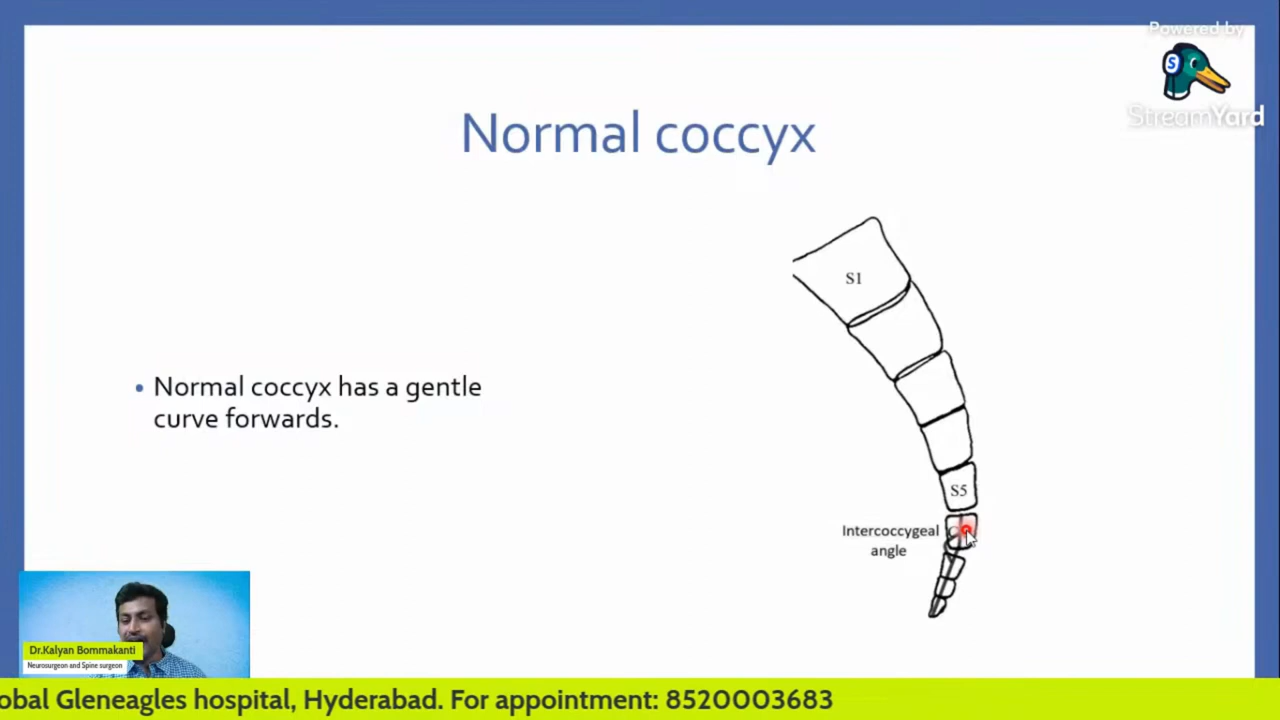 Powered by
StreamYard
Normal coccyx
S1
• Normal coccyx has a gentle
curve forwards.
S5
Intercoccygeal
angle
Dr.Kalyan Bommakanti
Neurosurgeon and Spine surgeon
obal Gleneagles hospital, Hyderabad. For appointment: 8520003683